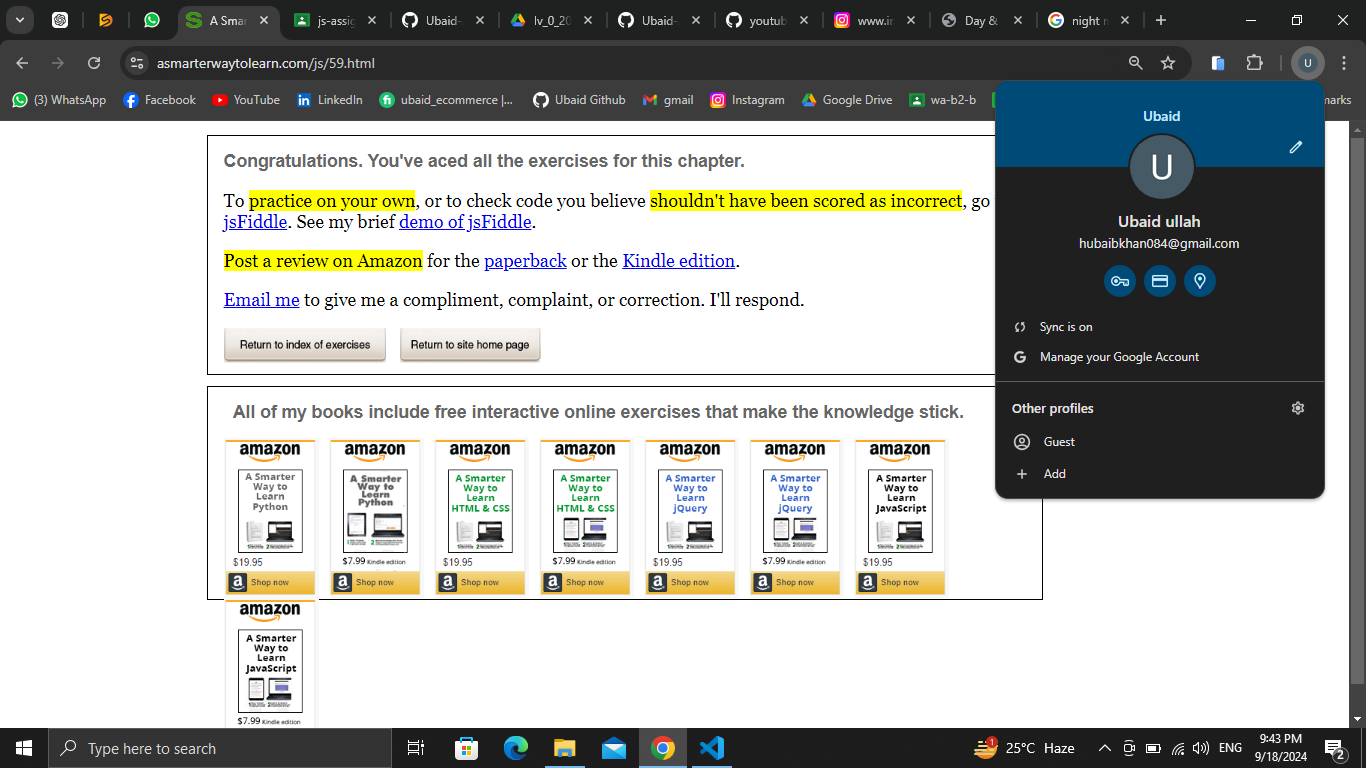 A Smar
js-assig
Ubaid-
lv_0_20
Ubaid-
youtub
www.in
Day &
night m
asmarterwaytolearn.com/js/59.html
U
(3) WhatsApp
Facebook
YouTube
LinkedIn
ubaid_ecommerce |...
Ubaid Github
gmail
Instagram
Google Drive
wa-b2-b
marks
Congratulations. You've aced all the exercises for this chapter.
To practice on your own, or to check code you believe shouldn't have been scored as incorrect, go
jsFiddle. See my brief demo of jsFiddle.
Post a review on Amazon for the paperback or the Kindle edition.
Email me to give me a compliment, complaint, or correction. I'll respond.
Return to index of exercises
Return to site home page
Ubaid
U
Ubaid ullah
hubaibkhan084@gmail.com
Sync is on
Manage your Google Account
Other profiles
Guest
Add
All of my books include free interactive online exercises that make the knowledge stick.
amazon
A Smarter
Way to
Learn
Python
$19.95
Shop now
amazon
A Smarter
Way to
Learn
Python
$7.99 Kindle edition
Shop now
amazon
A Smarter
Way to
Learn
HTML & CSS
$19.95
Shop now
amazon
A Smarter
Way to
Learn
HTML & CSS
$7.99 Kindle edition
Shop now
amazon
A Smarter
Way to
Learn
jQuery
$19.95
Shop now
amazon
A Smarter
Way to
Learn
jQuery
$7.99 Kindle edition
Shop now
amazon
A Smarter
Way to
Learn
JavaScript
$19.95
Shop now
amazon
A Smarter
Way to
Learn
JavaScript
$7.99 Kindle edition
Type here to search
1
25°C Haze
ENG
9:43 PM
9/18/2024
2